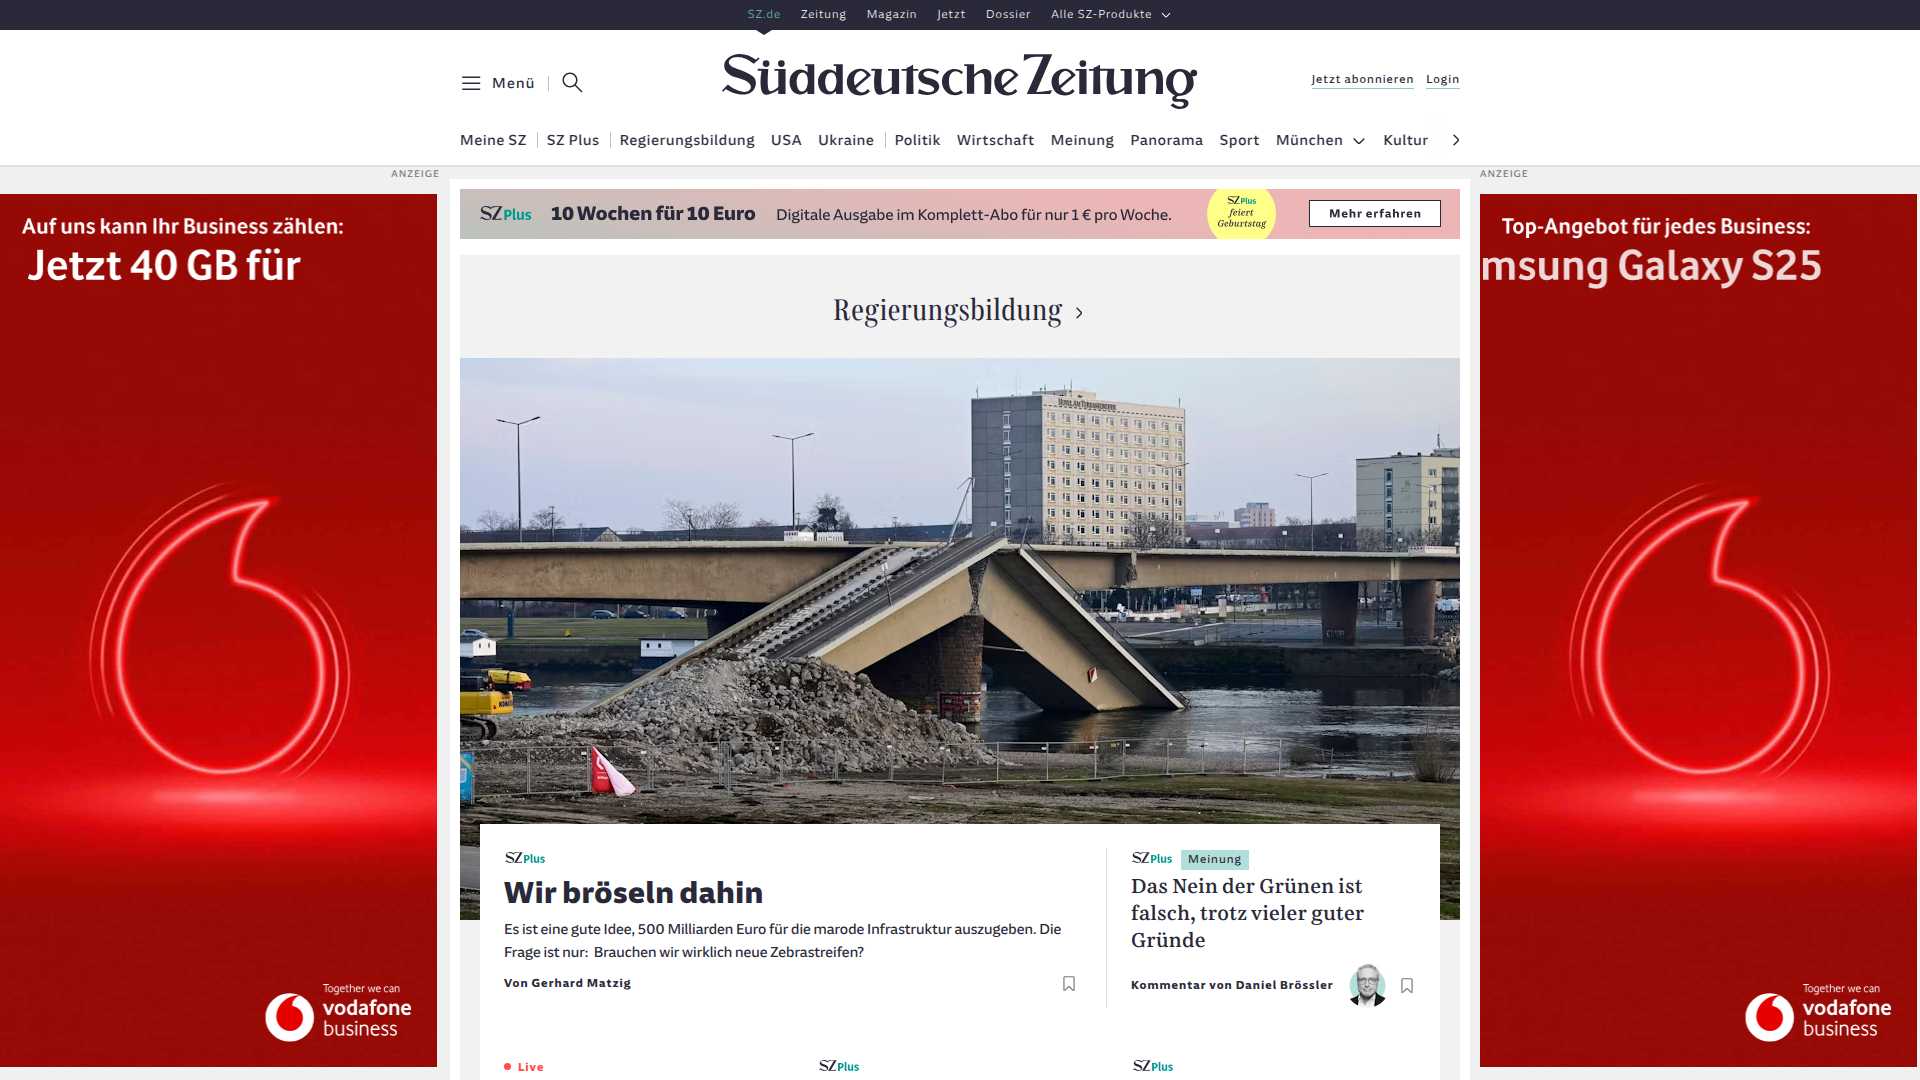 SZ.de Zeitung Magazin Jetzt Dossier Alle SZ-Produkte
Menü
Süddeutsche Zeitung
Jetzt abonnieren Login
Meine SZ SZ Plus Regierungsbildung USA Ukraine Politik Wirtschaft Meinung Panorama Sport München Kultur
ANZEIGE
ANZEIGE
Auf uns kann Ihr Business zählen:
Jetzt 40 GB für
Together we can
vodafone
business
SZ Plus 10 Wochen für 10 Euro Digitale Ausgabe im Komplett-Abo für nur 1 € pro Woche.
SZ Plus
feiert
Geburtstag
Mehr erfahren
Regierungsbildung
SZ Plus
Wir bröseln dahin
Es ist eine gute Idee, 500 Milliarden Euro für die marode Infrastruktur auszugeben. Die
Frage ist nur: Brauchen wir wirklich neue Zebrastreifen?
Von Gerhard Matzig
SZ Plus Meinung
Das Nein der Grünen ist
falsch, trotz vieler guter
Gründe
Kommentar von Daniel Brössler
Live
SZ Plus
SZ Plus
Top-Angebot für jedes Business:
msung Galaxy S25
Together we can
vodafone
business